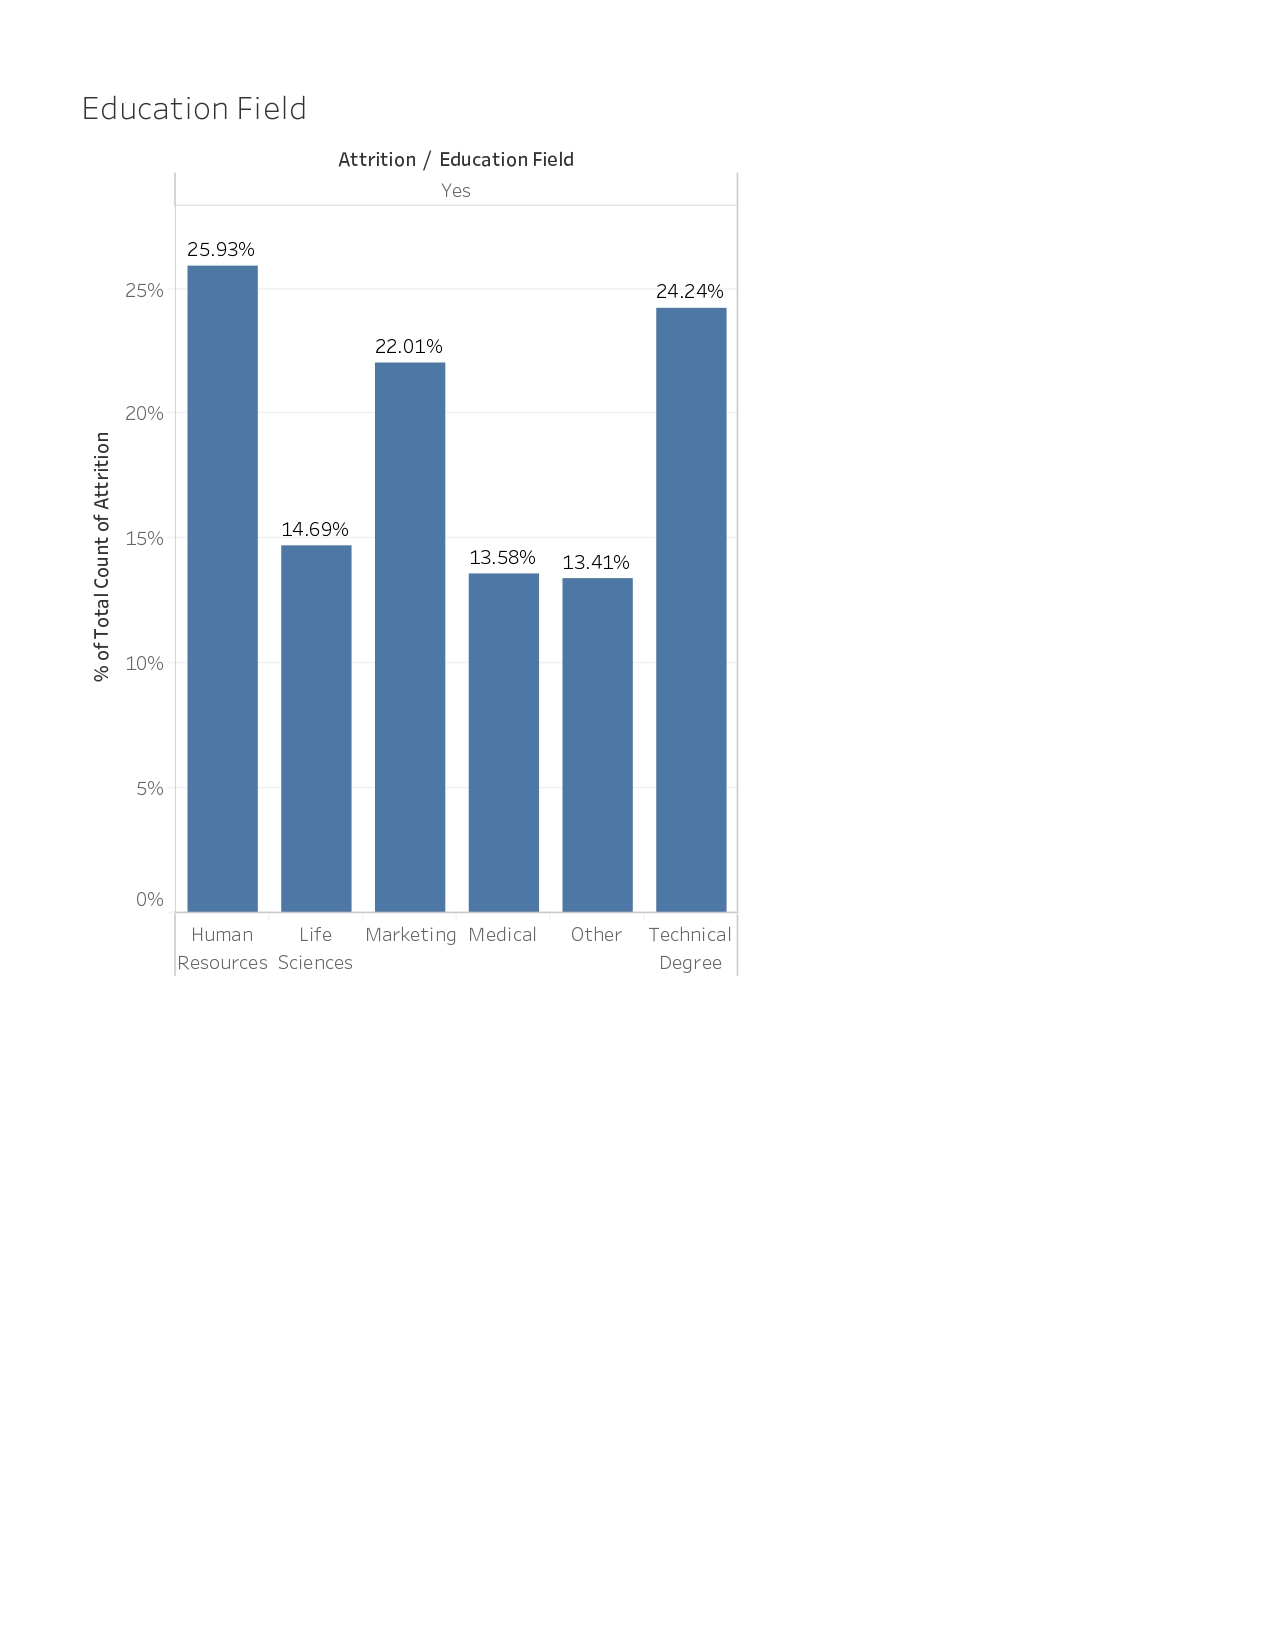 Education Field
Attrition / Education Field
Yes
25.93%
25%
24.24%
22.01%
20%
% of Total Count of Attrition
15%
14.69%
13.58%
13.41%
10%
5%
0%
Human
Resources
Life
Sciences
Marketing
Medical
Other
Technical
Degree